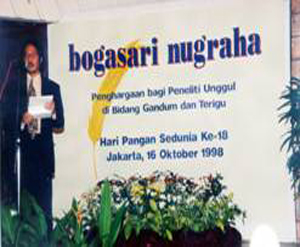 bogasari nugraha
Penghargaan bagi Peneliti Unggul
di Bidang Gandum dan Terigu
Hari Pangan Sedunia Ke-18
Jakarta, 16 Oktober 1998